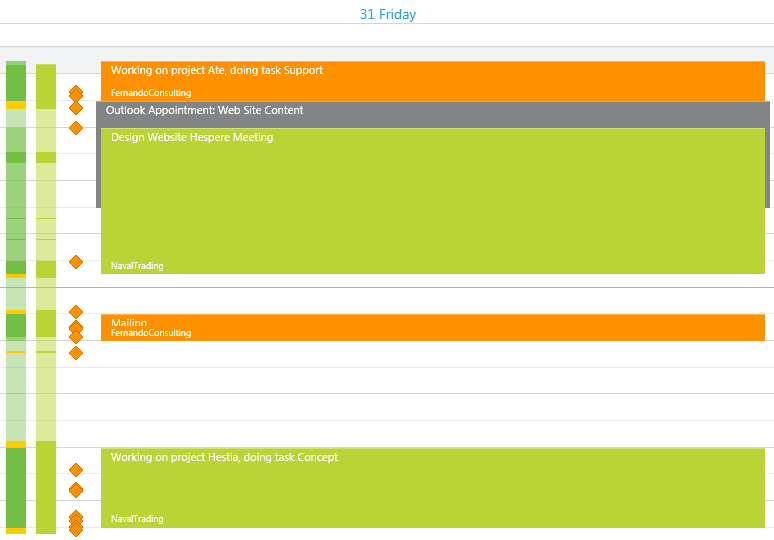 31 Friday
Working on project Ate, doing task Support
FernandoConsulting
Outlook Appointment: Web Site Content
Design Website Hespere Meeting
NavalTrading
Mailing
FernandoConsulting
Working on project Hestia, doing task Concept
NavalTrading